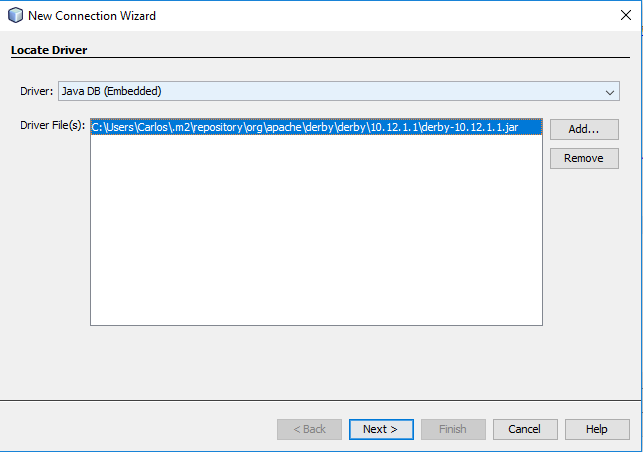 New Connection Wizard
Locate Driver
Driver: Java DB (Embedded)
Driver File(s): C:\Users\Carlos\.m2\repository\org\apache\derby\derby\10.12.1.1\derby-10.12.1.1.jar
Add...
Remove
< Back Next > Finish Cancel Help